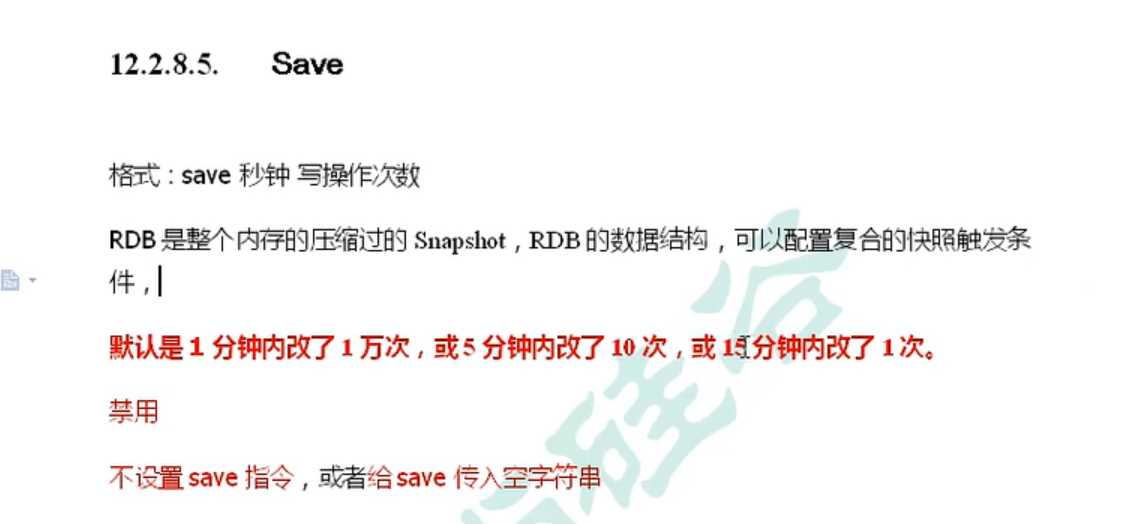 12.2.8.5. Save
格式：save 秒钟 写操作次数
RDB 是整个内存的压缩过的 Snapshot，RDB 的数据结构，可以配置复合的快照触发条
件，
默认是 1 分钟内改了 1 万次，或 5 分钟内改了 10 次，或 15 分钟内改了 1 次。
禁用
不设置 save 指令，或者给 save 传入空字符串
硅谷